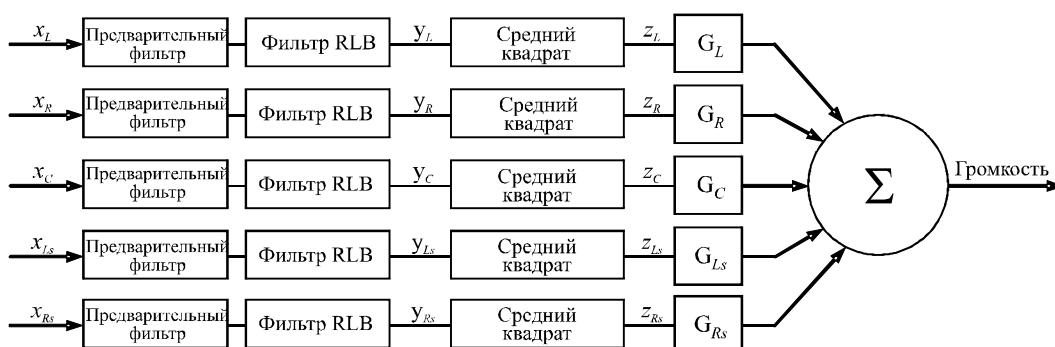 x_L Предварительный фильтр Фильтр RLB y_L Средний квадрат z_L G_L
x_R Предварительный фильтр Фильтр RLB y_R Средний квадрат z_R G_R
x_C Предварительный фильтр Фильтр RLB y_C Средний квадрат z_C G_C
Σ
Громкость
x_Ls Предварительный фильтр Фильтр RLB y_Ls Средний квадрат z_Ls G_Ls
x_Rs Предварительный фильтр Фильтр RLB y_Rs Средний квадрат z_Rs G_Rs